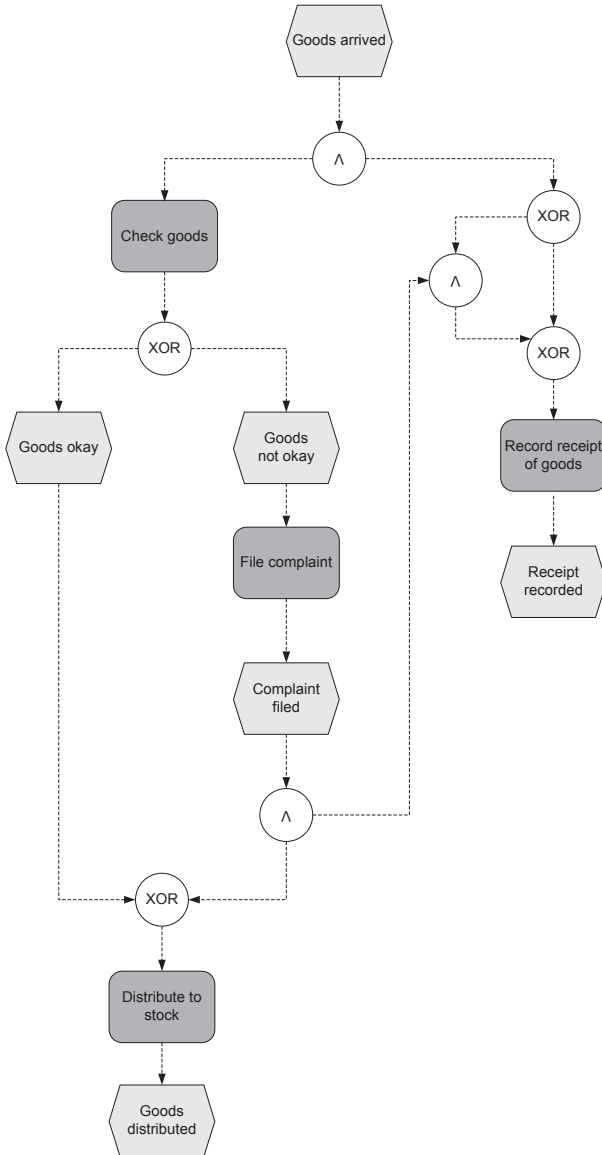 Goods arrived
Λ
Check goods
XOR
Λ
XOR
XOR
Goods okay
Goods
not okay
Record receipt
of goods
File complaint
Receipt
recorded
Complaint
filed
Λ
XOR
Distribute to
stock
Goods
distributed